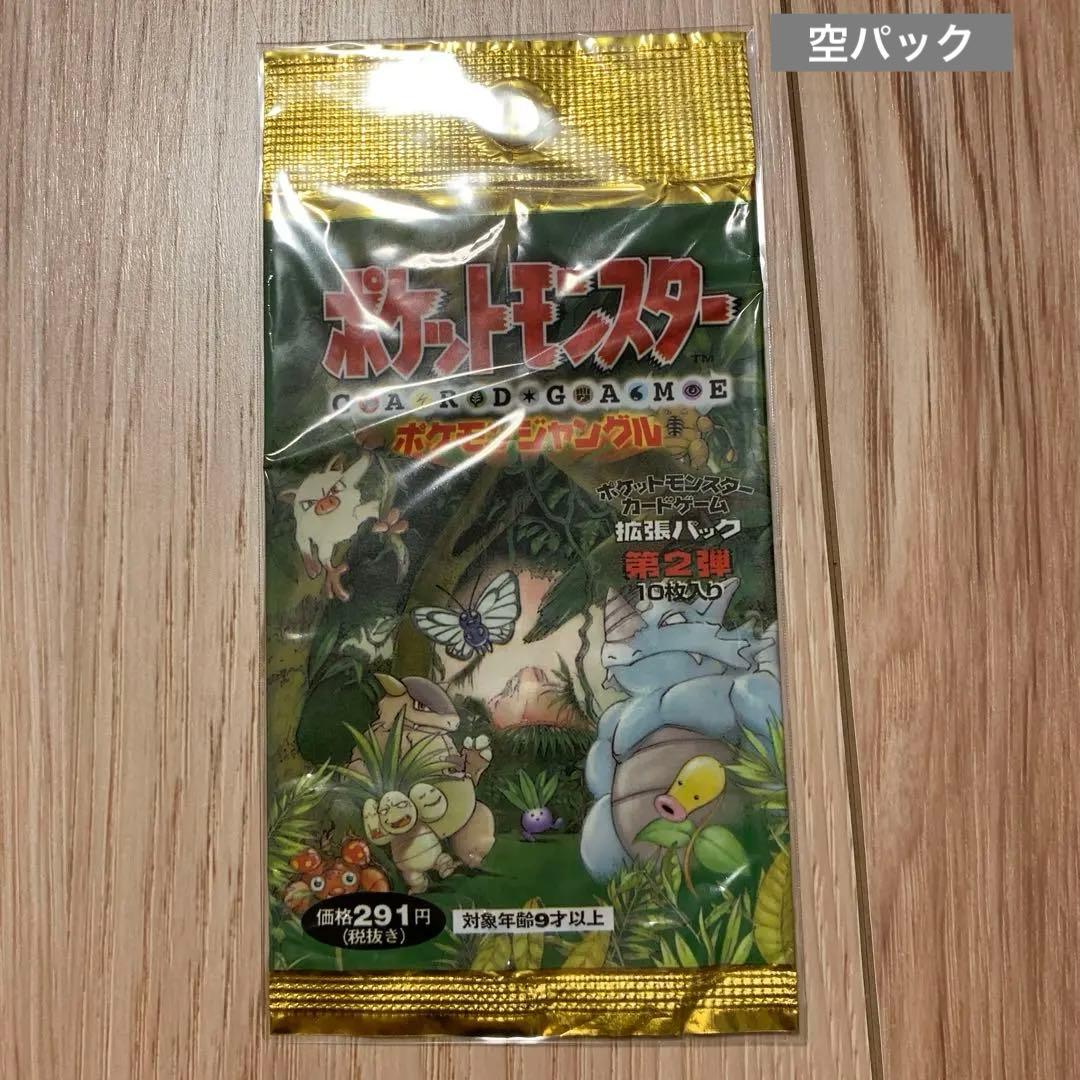 空パック
ポケットモンスター
TM
CARD GAME
ポケモンジャングル
ポケットモンスター
カードゲーム
拡張パック
第2弾
10枚入り
価格291円
(税抜き)
対象年齢9才以上